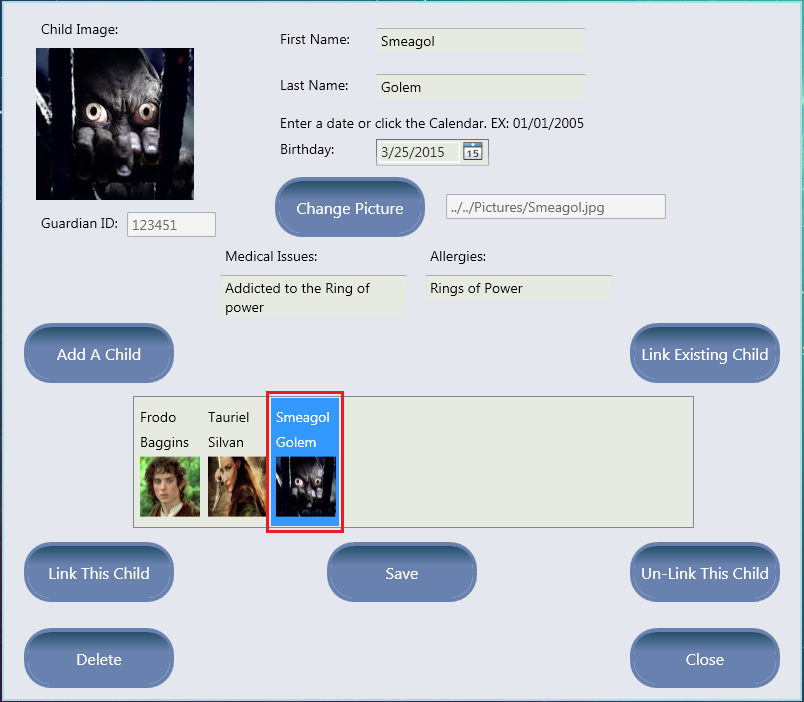 Child Image:
First Name:
Smeagol
Last Name:
Golem
Enter a date or click the Calendar. EX: 01/01/2005
Birthday:
3/25/2015
15
Change Picture
../../Pictures/Smeagol.jpg
Guardian ID:
123451
Medical Issues:
Allergies:
Addicted to the Ring of
power
Rings of Power
Add A Child
Link Existing Child
Frodo
Baggins
Tauriel
Silvan
Smeagol
Golem
Link This Child
Save
Un-Link This Child
Delete
Close